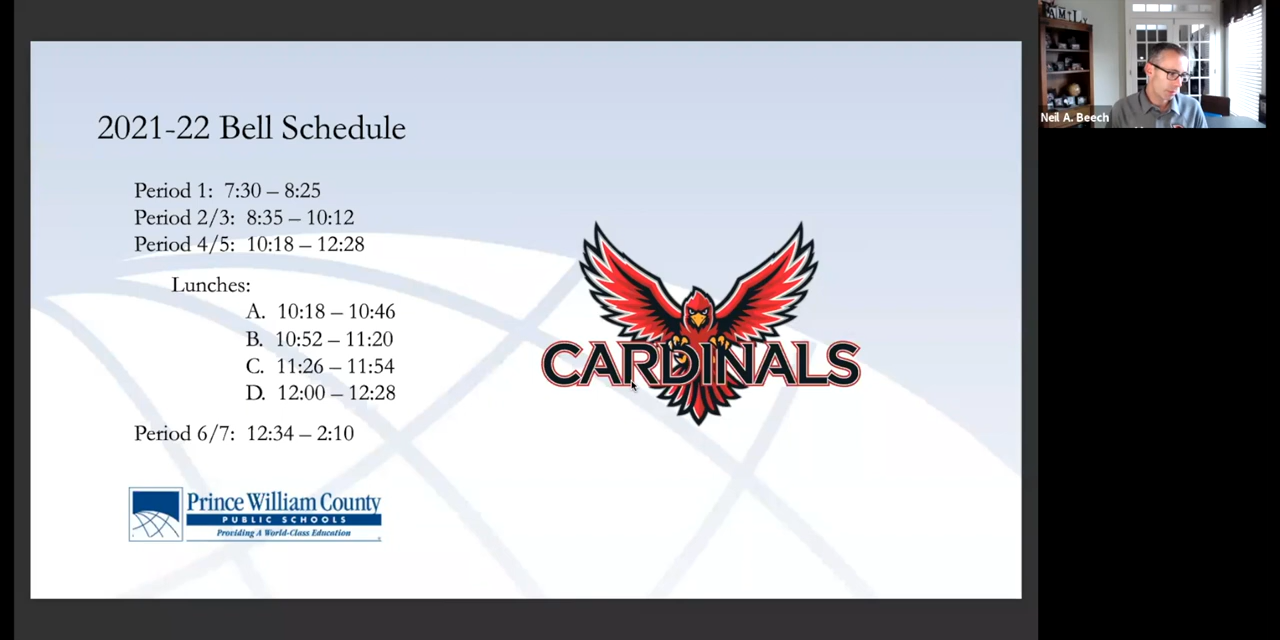 2021-22 Bell Schedule
Period 1: 7:30 – 8:25
Period 2/3: 8:35 – 10:12
Period 4/5: 10:18 – 12:28
Lunches:
A. 10:18 – 10:46
B. 10:52 – 11:20
C. 11:26 – 11:54
D. 12:00 – 12:28
Period 6/7: 12:34 – 2:10
CARDINALS
Prince William County
PUBLIC SCHOOLS
Providing A World-Class Education
Neil A. Beech